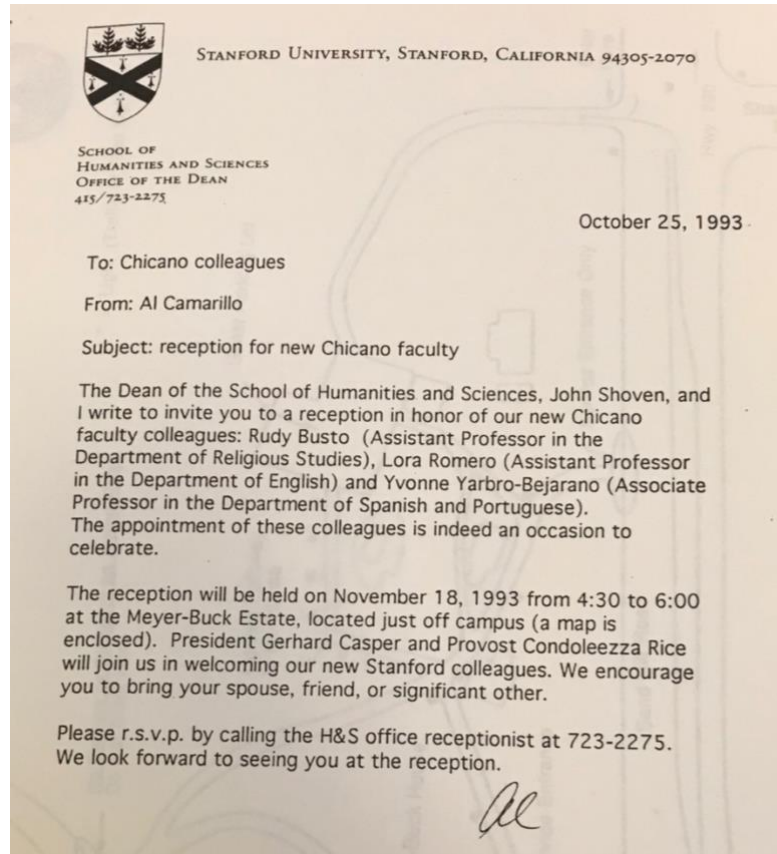 STANFORD UNIVERSITY, STANFORD, CALIFORNIA 94305-2070
SCHOOL OF
HUMANITIES AND SCIENCES
OFFICE OF THE DEAN
415/723-2275
October 25, 1993
To: Chicano colleagues
From: Al Camarillo
Subject: reception for new Chicano faculty
The Dean of the School of Humanities and Sciences, John Shoven, and
I write to invite you to a reception in honor of our new Chicano
faculty colleagues: Rudy Busto (Assistant Professor in the
Department of Religious Studies), Lora Romero (Assistant Professor
in the Department of English) and Yvonne Yarbro-Bejarano (Associate
Professor in the Department of Spanish and Portuguese).
The appointment of these colleagues is indeed an occasion to
celebrate.
The reception will be held on November 18, 1993 from 4:30 to 6:00
at the Meyer-Buck Estate, located just off campus (a map is
enclosed). President Gerhard Casper and Provost Condoleezza Rice
will join us in welcoming our new Stanford colleagues. We encourage
you to bring your spouse, friend, or significant other.
Please r.s.v.p. by calling the H&S office receptionist at 723-2275.
We look forward to seeing you at the reception.
al